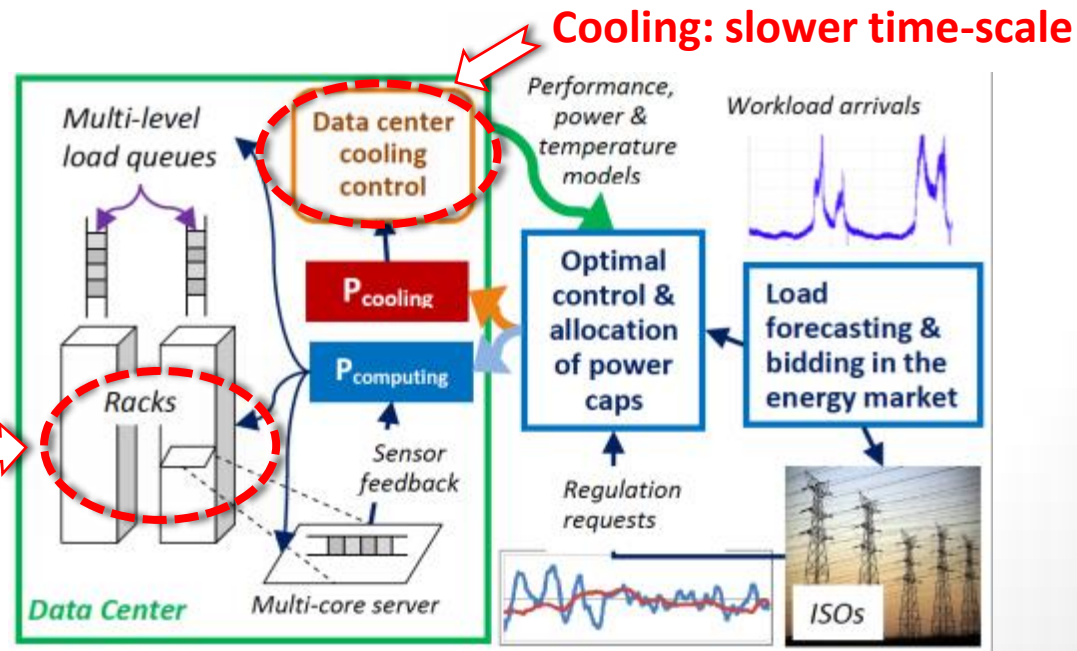 Cooling: slower time-scale
Multi-level
load queues
Data center
cooling
control
Performance,
power &
temperature
models
Workload arrivals
P_cooling
P_computing
Optimal
control &
allocation
of power
caps
Load
forecasting &
bidding in the
energy market
Racks
Sensor
feedback
Regulation
requests
Data Center
Multi-core server
ISOs